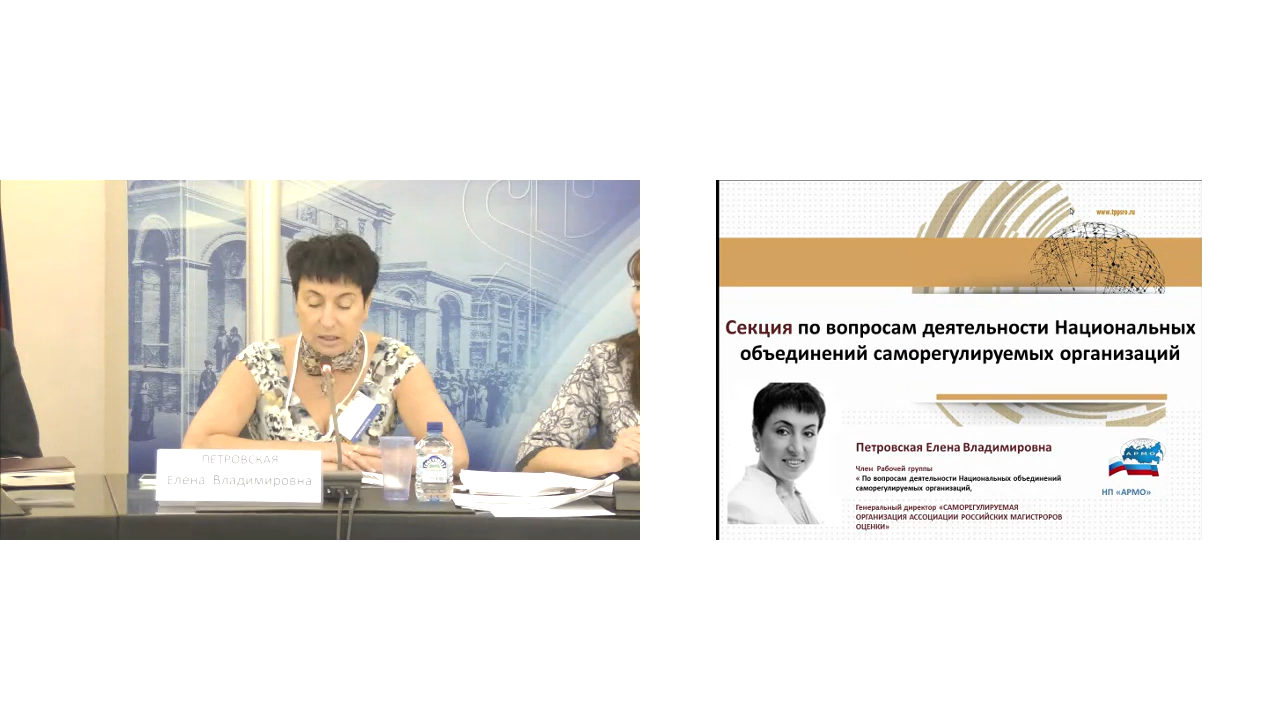 ПЕТРОВСКАЯ
Елена Владимировна
www.tppsro.ru
Секция по вопросам деятельности Национальных
объединений саморегулируемых организаций
Петровская Елена Владимировна
Член Рабочей группы
« По вопросам деятельности Национальных объединений
саморегулируемых организаций,
Генеральный директор «САМОРЕГУЛИРУЕМАЯ
ОРГАНИЗАЦИЯ АССОЦИАЦИИ РОССИЙСКИХ МАГИСТРОРОВ
ОЦЕНКИ»
АРМО
НП «АРМО»